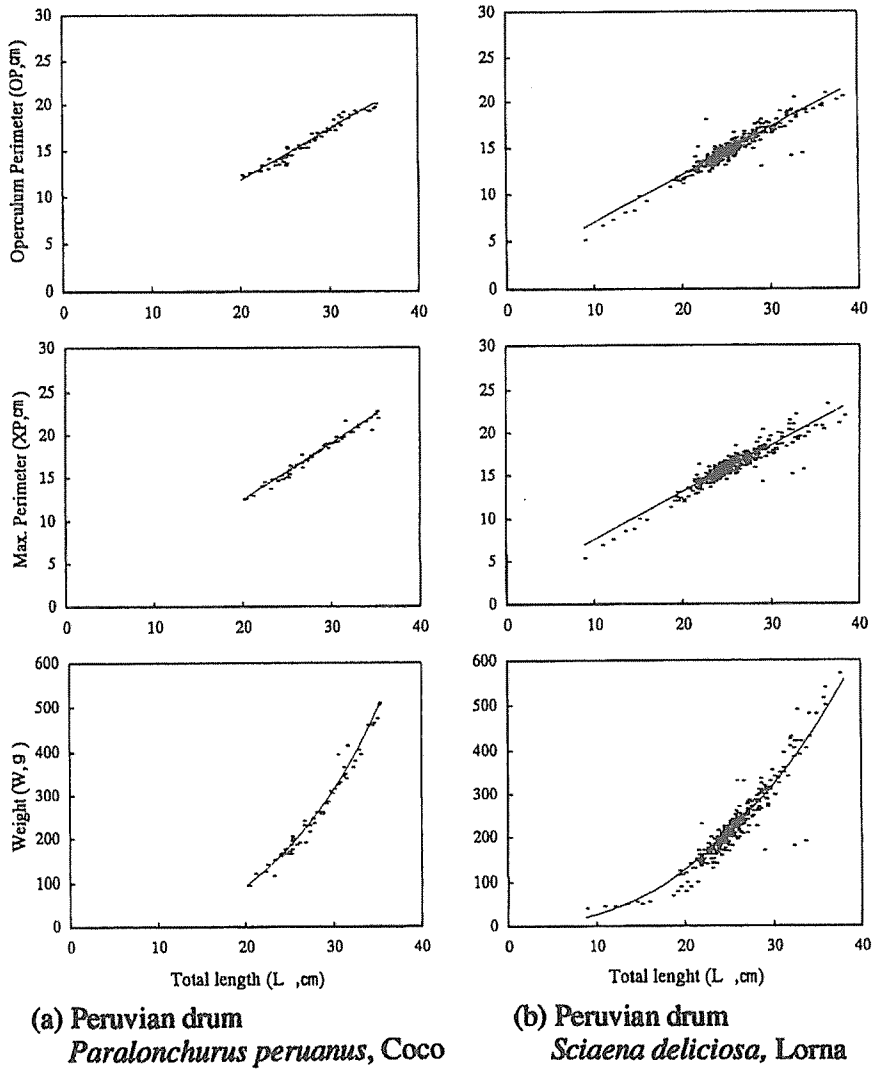 30
25
20
15
10
5
0
Operculum Perimeter (OP,cm)
0 10 20 30 40
30
25
20
15
10
5
0
0 10 20 30 40
30
25
20
15
10
5
0
Max. Perimeter (XP,cm)
0 10 20 30 40
30
25
20
15
10
5
0
0 10 20 30 40
600
500
400
300
200
100
0
Weight (W,g)
0 10 20 30 40
Total length (L ,cm)
600
500
400
300
200
100
0
0 10 20 30 40
Total lenght (L ,cm)
(a) Peruvian drum
Paralonchurus peruanus, Coco
(b) Peruvian drum
Sciaena deliciosa, Lorna